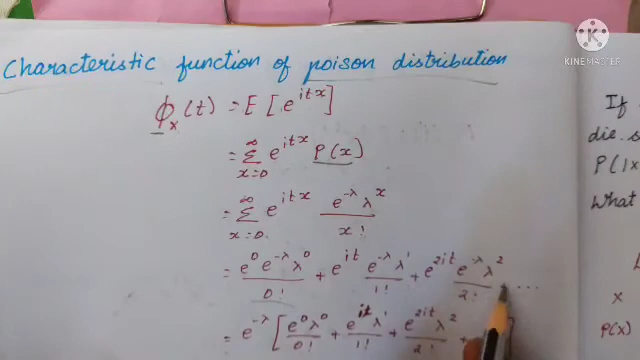 KINEMASTER
Characteristic function of poison distribution
ϕx(t) = E[e^{itx}]
= Σ_{x=0}^{∞} e^{itx} P(x)
= Σ_{x=0}^{∞} e^{itx} e^{-λ} λ^x / x!
= e^0 e^{-λ} λ^0 / 0! + e^{it} e^{-λ} λ^1 / 1! + e^{2it} e^{-λ} λ^2 / 2! ...
= e^{-λ} [ e^0 λ^0 / 0! + e^{it} λ^1 / 1! + e^{2it} λ^2 / 2! +
If
die.
P(1x
What
x
P(x)